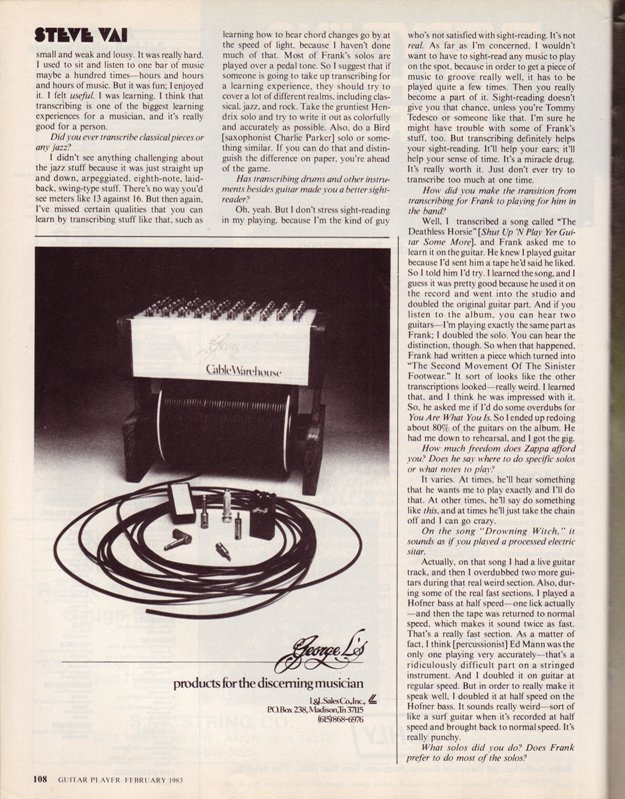 STEVE VAI
small and weak and lousy. It was really hard.
I used to sit and listen to one bar of music
maybe a hundred times—hours and hours
and hours of music. But it was fun; I enjoyed
it. I felt useful. I was learning. I think that
transcribing is one of the biggest learning
experiences for a musician, and it's really
good for a person.
Did you ever transcribe classical pieces or
any jazz?
I didn't see anything challenging about
the jazz stuff because it was just straight up
and down, arpeggiated, eighth-note, laid-
back, swing-type stuff. There's no way you'd
see meters like 13 against 16. But then again,
I've missed certain qualities that you can
learn by transcribing stuff like that, such as
learning how to hear chord changes go by at
the speed of light, because I haven't done
much of that. Most of Frank's solos are
played over a pedal tone. So I suggest that if
someone is going to take up transcribing for
a learning experience, they should try to
cover a lot of different realms, including clas-
sical, jazz, and rock. Take the gruntiest Hen-
drix solo and try to write it out as colorfully
and accurately as possible. Also, do a Bird
[saxophonist Charlie Parker] solo or some-
thing similar. If you can do that and distin-
guish the difference on paper, you're ahead
of the game.
Has transcribing drums and other instru-
ments besides guitar made you a better sight-
reader?
Oh, yeah. But I don't stress sight-reading
in my playing, because I'm the kind of guy
who's not satisfied with sight-reading. It's not
real. As far as I'm concerned, I wouldn't
want to have to sight-read any music to play
on the spot, because in order to get a piece of
music to groove really well, it has to be
played quite a few times. Then you really
become a part of it. Sight-reading doesn't
give you that chance, unless you're Tommy
Tedesco or someone like that. I'm sure he
might have trouble with some of Frank's
stuff, too. But transcribing definitely helps
your sight-reading. It'll help your ears; it'll
help your sense of time. It's a miracle drug.
It's really worth it. Just don't ever try to
transcribe too much at one time.
How did you make the transition from
transcribing for Frank to playing for him in
the band?
Well, I transcribed a song called "The
Deathless Horsie" [Shut Up 'N Play Yer Gui-
tar Some More], and Frank asked me to
learn it on the guitar. He knew I played guitar
because I'd sent him a tape he'd said he liked.
So I told him I'd try. I learned the song, and I
guess it was pretty good because he used it on
the record and went into the studio and
doubled the original guitar part. And if you
listen to the album, you can hear two
guitars—I'm playing exactly the same part as
Frank; I doubled the solo. You can hear the
distinction, though. So when that happened,
Frank had written a piece which turned into
"The Second Movement Of The Sinister
Footwear." It sort of looks like the other
transcriptions looked—really weird. I learned
that, and I think he was impressed with it.
So, he asked me if I'd do some overdubs for
You Are What You Is. So I ended up redoing
about 80% of the guitars on the album. He
had me down to rehearsal, and I got the gig.
How much freedom does Zappa afford
you? Does he say where to do specific solos
or what notes to play?
It varies. At times, he'll hear something
that he wants me to play exactly and I'll do
that. At other times, he'll say do something
like this, and at times he'll just take the chain
off and I can go crazy.
On the song "Drowning Witch," it
sounds as if you played a processed electric
sitar.
Actually, on that song I had a live guitar
track, and then I overdubbed two more gui-
tars during that real weird section. Also, dur-
ing some of the real fast sections, I played a
Hofner bass at half speed—one lick actually
—and then the tape was returned to normal
speed, which makes it sound twice as fast.
That's a really fast section. As a matter of
fact, I think [percussionist] Ed Mann was the
only one playing very accurately—that's a
ridiculously difficult part on a stringed
instrument. And I doubled it on guitar at
regular speed. But in order to really make it
speak well, I doubled it at half speed on the
Hofner bass. It sounds really weird—sort of
like a surf guitar when it's recorded at half
speed and brought back to normal speed. It's
really punchy.
What solos did you do? Does Frank
prefer to do most of the solos?
Cable Warehouse
George L's
products for the discerning musician
L&L Sales Co., Inc.,
P.O. Box 238, Madison, Tn 37115
(615) 868-6976
108 GUITAR PLAYER/FEBRUARY 1983